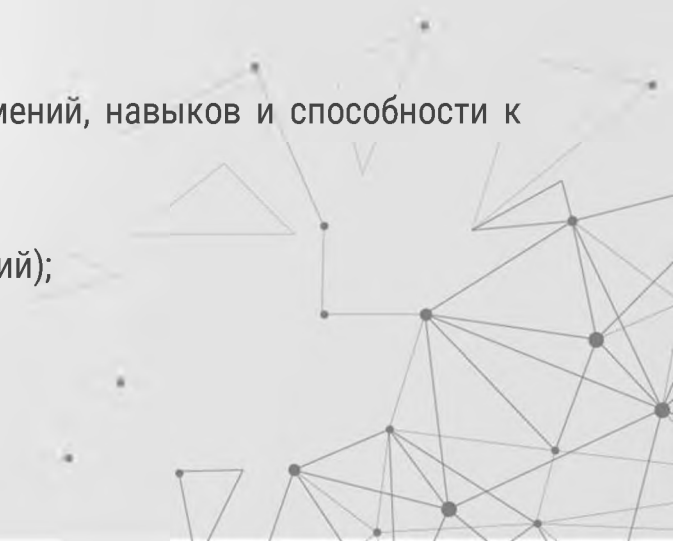 мений, навыков и способности к
ий);